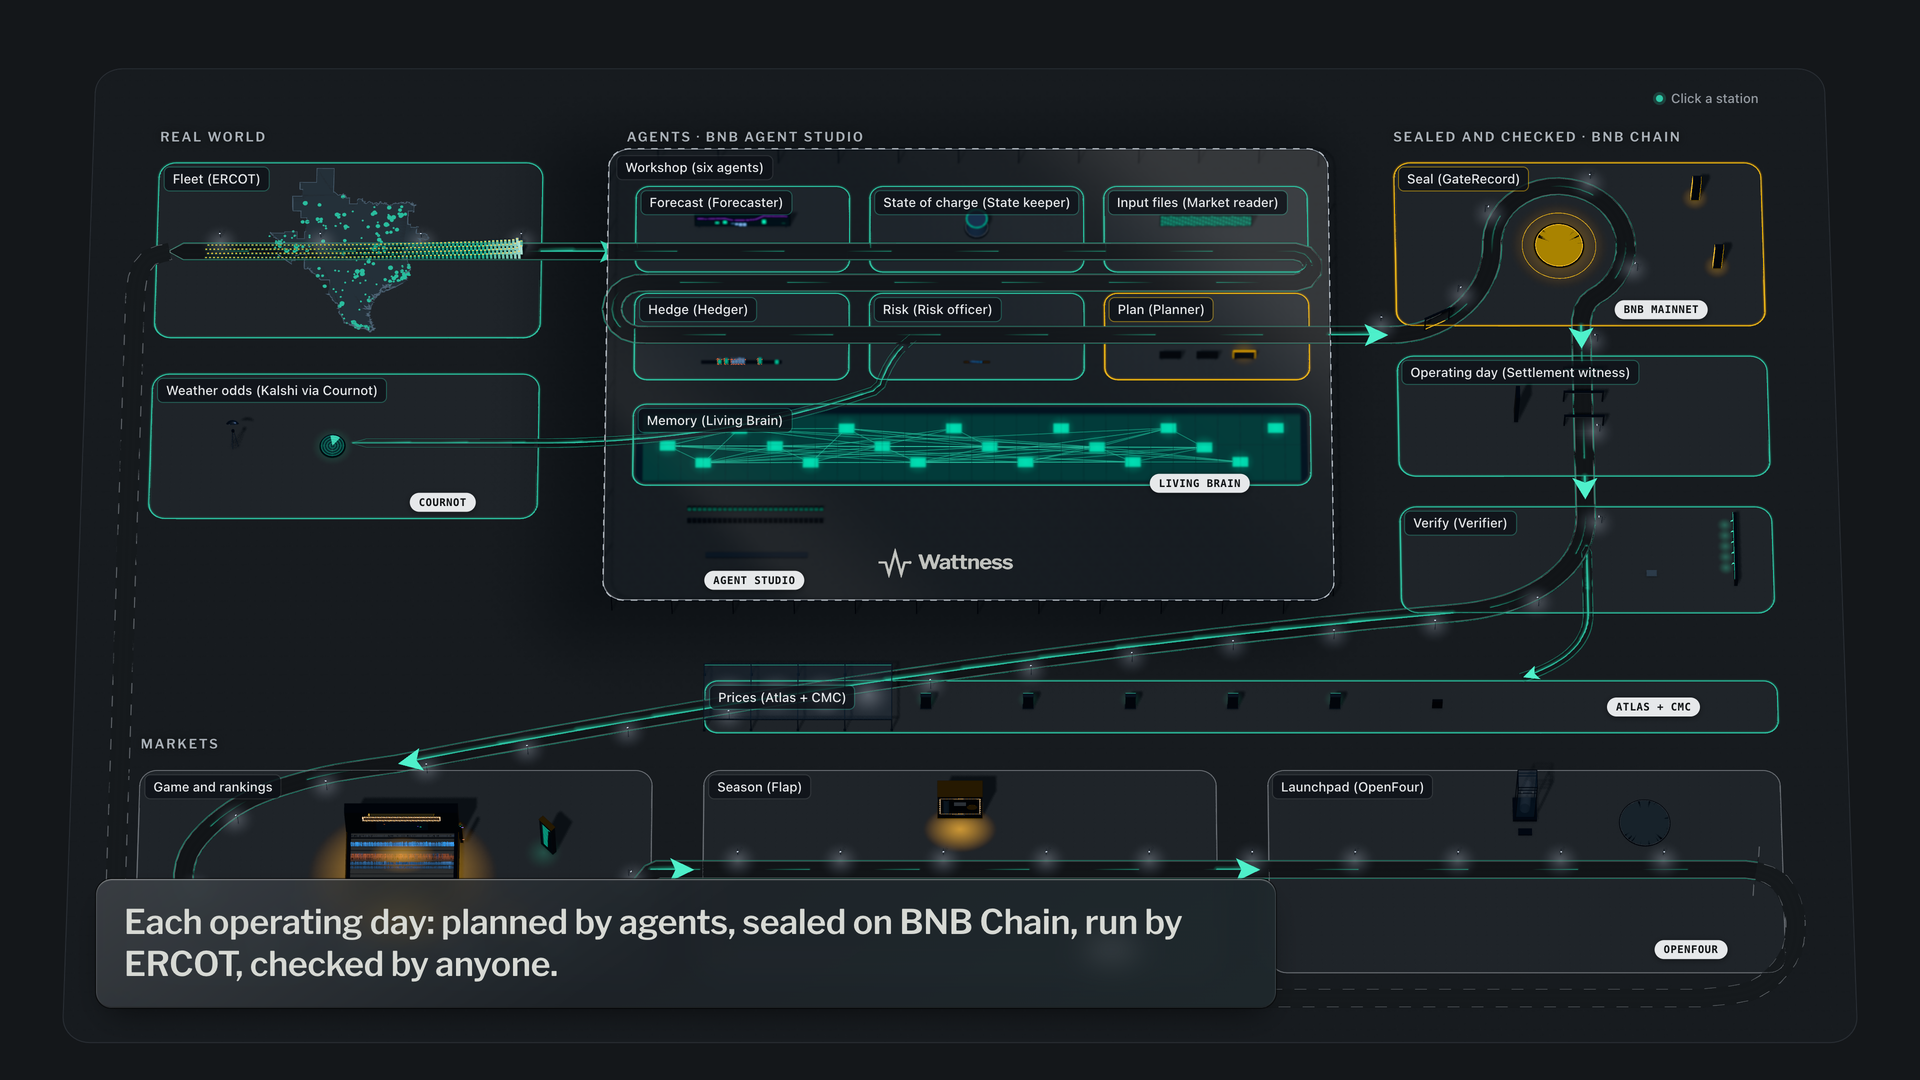 Click a station
REAL WORLD
AGENTS · BNB AGENT STUDIO
SEALED AND CHECKED · BNB CHAIN
Fleet (ERCOT)
Workshop (six agents)
Forecast (Forecaster)
State of charge (State keeper)
Input files (Market reader)
Seal (GateRecord)
BNB MAINNET
Hedge (Hedger)
Risk (Risk officer)
Plan (Planner)
Weather odds (Kalshi via Cournot)
COURNOT
Memory (Living Brain)
LIVING BRAIN
Operating day (Settlement witness)
Verify (Verifier)
Wattness
AGENT STUDIO
Prices (Atlas + CMC)
ATLAS + CMC
MARKETS
Game and rankings
Season (Flap)
Launchpad (OpenFour)
OPENFOUR
Each operating day: planned by agents, sealed on BNB Chain, run by
ERCOT, checked by anyone.